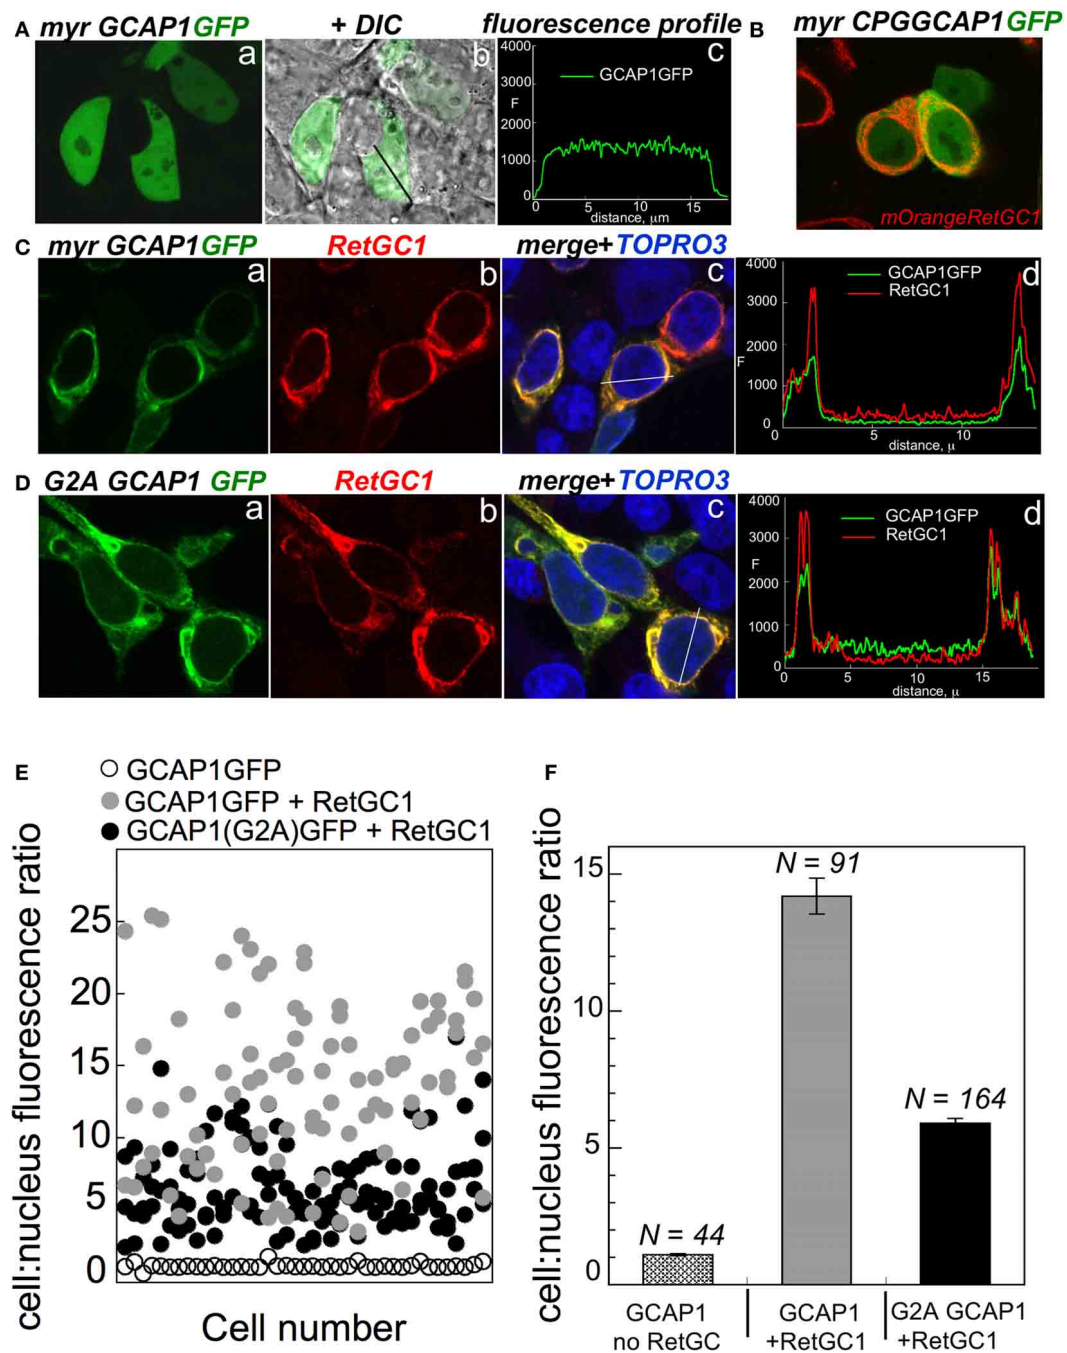 A myr GCAP1GFP + DIC fluorescence profile B myr CPGGCAP1GFP
a b c
4000
3000
2000
1000
0
F
GCAP1GFP
0 5 10 15
distance, µm
mOrangeRetGC1
C myr GCAP1GFP RetGC1 merge+TOPRO3
a b c d
4000
3000
2000
1000
0
F
GCAP1GFP
RetGC1
0 5 10
distance, µ
D G2A GCAP1 GFP RetGC1 merge+TOPRO3
a b c d
4000
3000
2000
1000
0
F
GCAP1GFP
RetGC1
0 5 15
distance, µ
E
GCAP1GFP
GCAP1GFP + RetGC1
GCAP1(G2A)GFP + RetGC1
cell:nucleus fluorescence ratio
25
20
15
10
5
0
Cell number
F
cell:nucleus fluorescence ratio
15
10
5
0
N = 91
N = 164
N = 44
GCAP1 no RetGC
GCAP1 +RetGC1
G2A GCAP1 +RetGC1